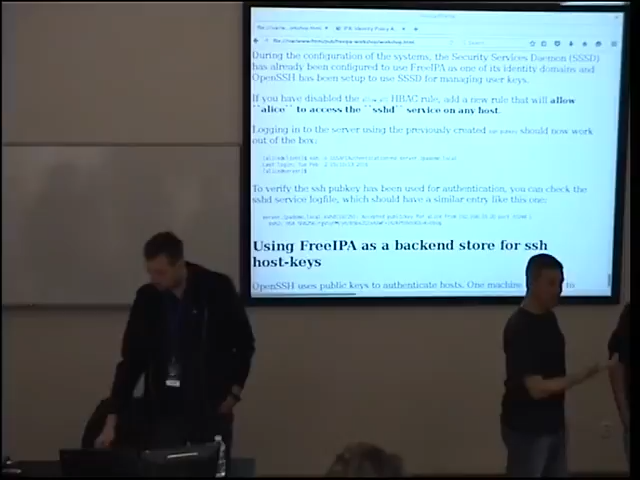 During the configuration of the systems, the Security Services Daemon (SSSD)
has already been configured to use FreeIPA as one of its identity domains and
OpenSSH has been setup to use SSSD for managing user keys.
If you have disabled the HBAC rule, add a new rule that will allow
``alice`` to access the ``sshd`` service on any host.
Logging in to the server using the previously created should now work
out of the box:
To verify the ssh pubkey has been used for authentication, you can check the
sshd service logfile, which should have a similar entry like this one:
Using FreeIPA as a backend store for ssh
host-keys
OpenSSH uses public keys to authenticate hosts. One machine to